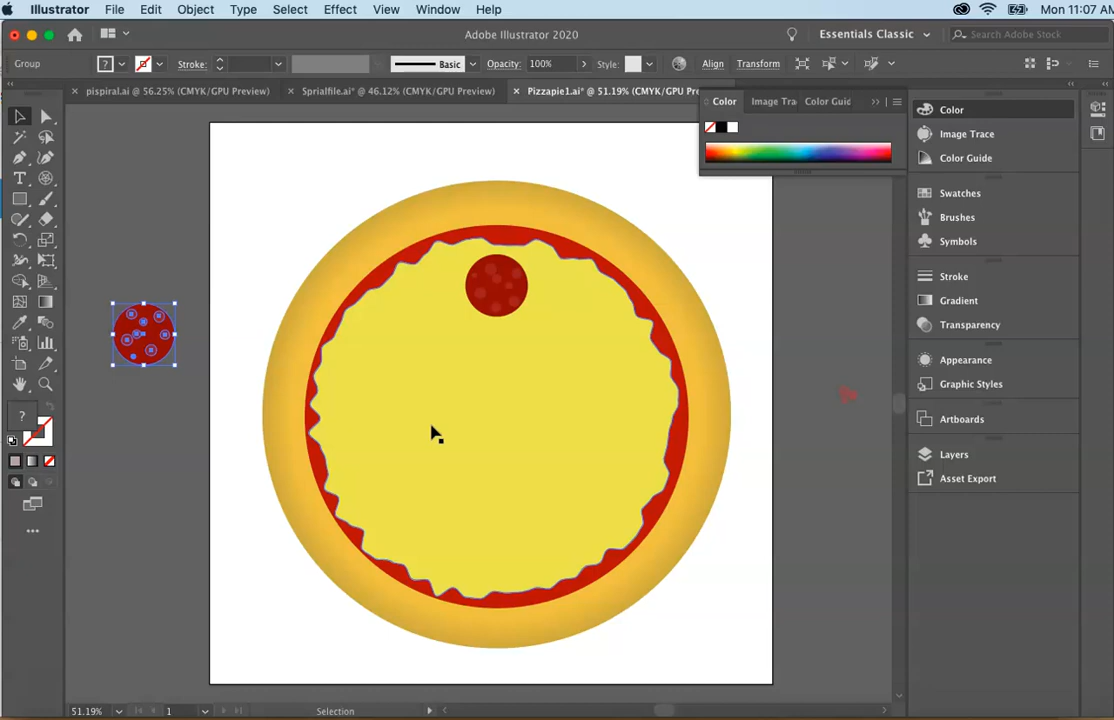 Illustrator File Edit Object Type Select Effect View Window Help Mon 11:07 A
Adobe Illustrator 2020 Essentials Classic Search Adobe Stock
Group ? Stroke: Basic Opacity: 100% Style: Align Transform
× pispiral.ai* @ 56.25% (CMYK/GPU Preview) × Sprialfile.ai* @ 46.12% (CMYK/GPU Preview) × Pizzapie1.ai* @ 51.19% (CMYK/GPU Pre
Color Image Tra Color Guid
Color
Image Trace
Color Guide
Swatches
Brushes
Symbols
Stroke
Gradient
Transparency
Appearance
Graphic Styles
Artboards
Layers
Asset Export
?
51.19% 1 Selection